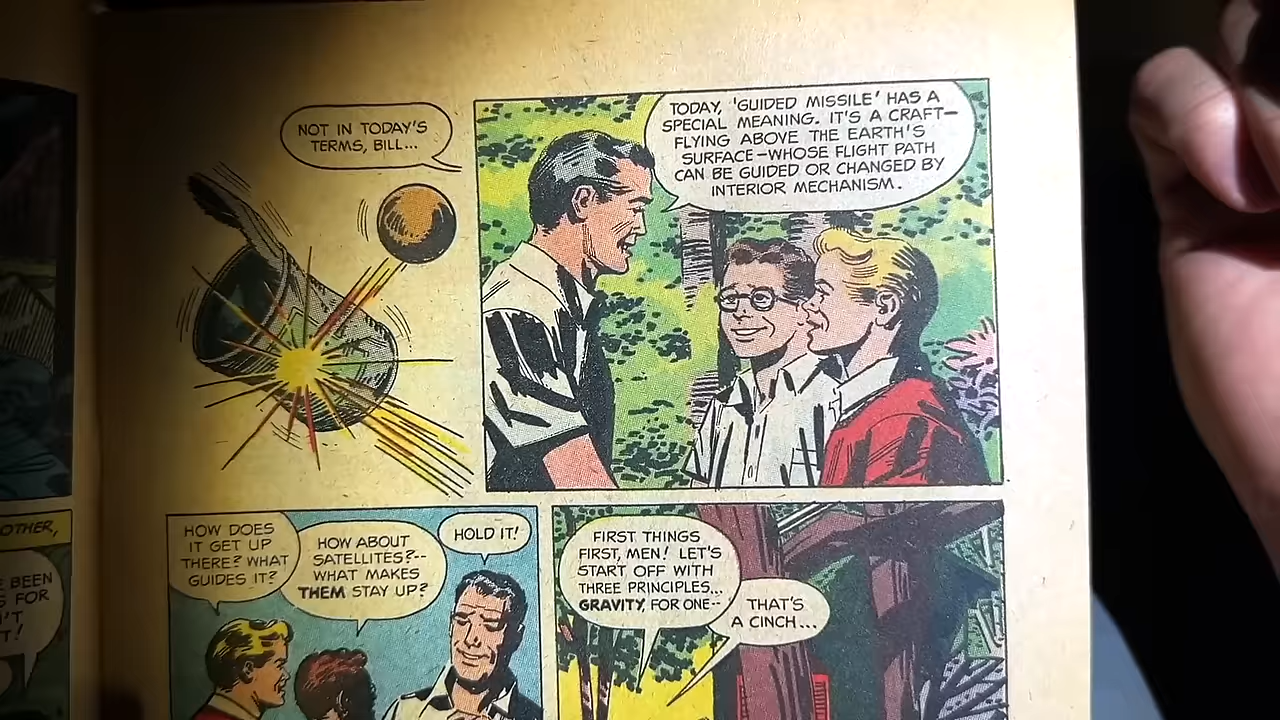 NOT IN TODAY'S
TERMS, BILL...
TODAY, 'GUIDED MISSILE' HAS A
SPECIAL MEANING. IT'S A CRAFT—
FLYING ABOVE THE EARTH'S
SURFACE—WHOSE FLIGHT PATH
CAN BE GUIDED OR CHANGED BY
INTERIOR MECHANISM.
OTHER,
BEEN
FOR
HOW DOES
IT GET UP
THERE? WHAT
GUIDES IT?
HOW ABOUT
SATELLITES?--
WHAT MAKES
THEM STAY UP?
HOLD IT!
FIRST THINGS
FIRST, MEN! LET'S
START OFF WITH
THREE PRINCIPLES...
GRAVITY, FOR ONE--
THAT'S
A CINCH...